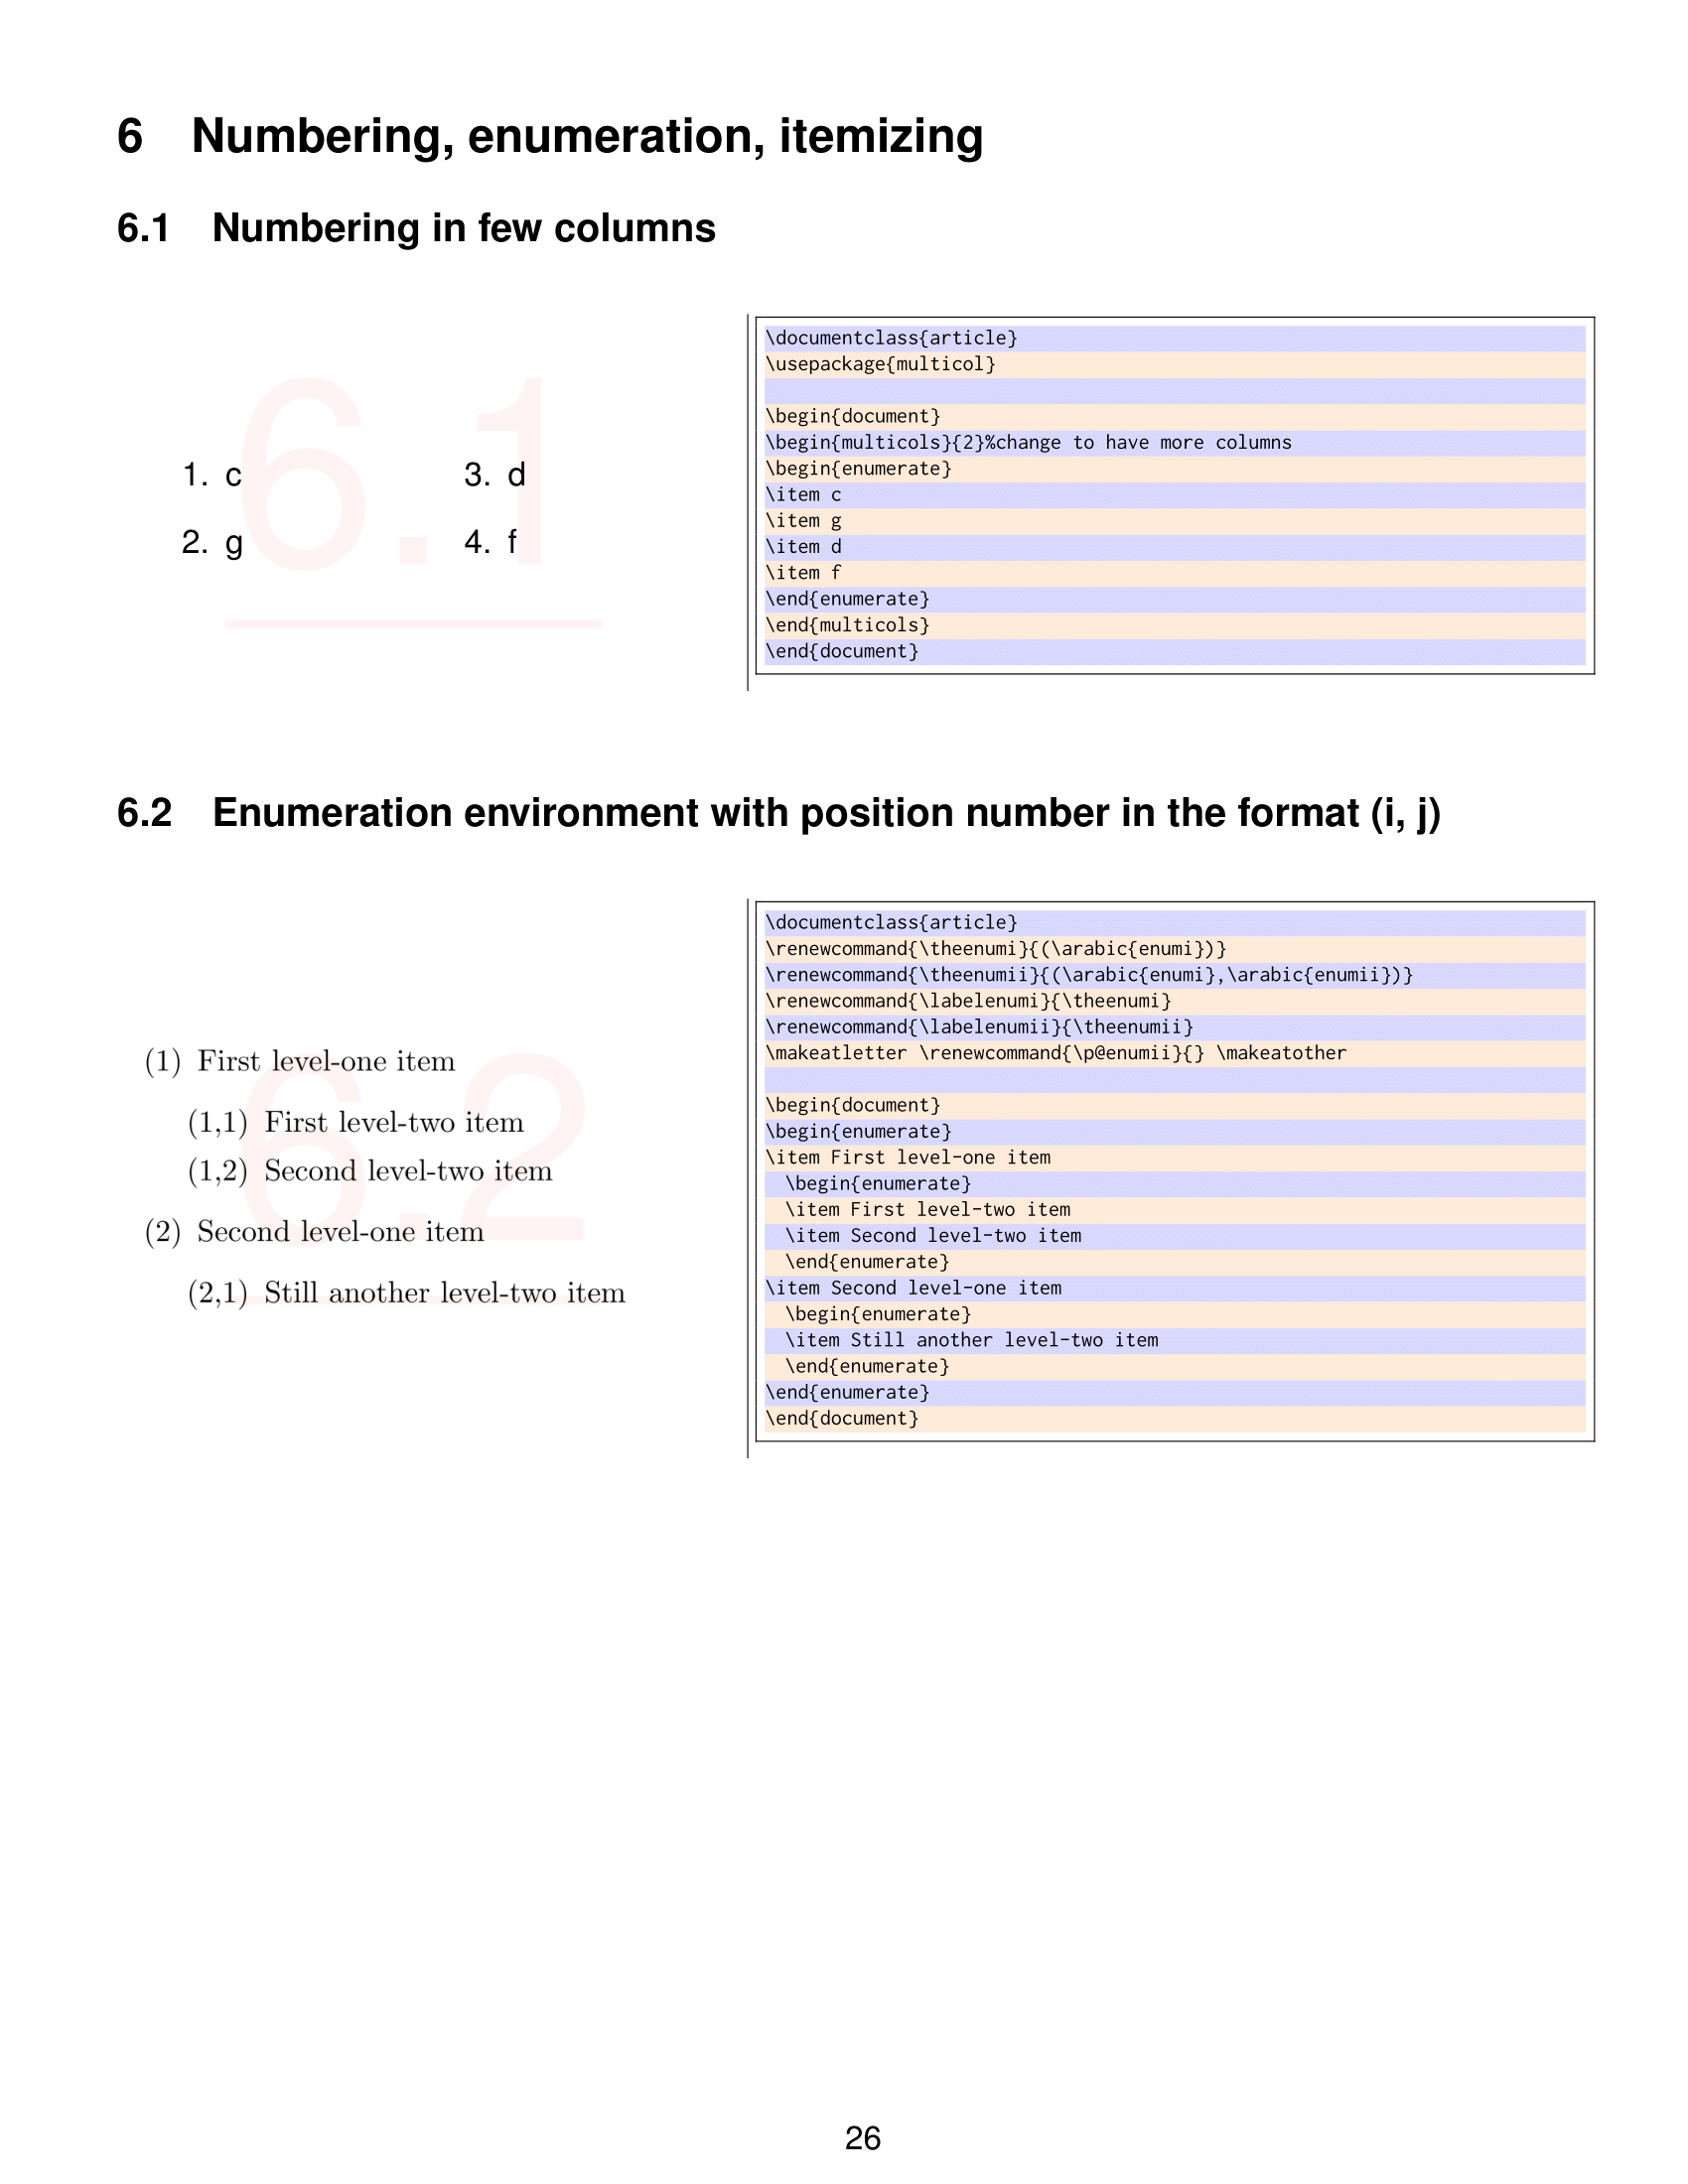 6 Numbering, enumeration, itemizing
6.1 Numbering in few columns
6.1
1. c
2. g
3. d
4. f
\documentclass{article}
\usepackage{multicol}

\begin{document}
\begin{multicols}{2}%change to have more columns
\begin{enumerate}
\item c
\item g
\item d
\item f
\end{enumerate}
\end{multicols}
\end{document}
6.2 Enumeration environment with position number in the format (i, j)
6.2
(1) First level-one item
(1,1) First level-two item
(1,2) Second level-two item
(2) Second level-one item
(2,1) Still another level-two item
\documentclass{article}
\renewcommand{\theenumi}{(\arabic{enumi})}
\renewcommand{\theenumii}{(\arabic{enumi},\arabic{enumii})}
\renewcommand{\labelenumi}{\theenumi}
\renewcommand{\labelenumii}{\theenumii}
\makeatletter \renewcommand{\p@enumii}{} \makeatother

\begin{document}
\begin{enumerate}
\item First level-one item
  \begin{enumerate}
  \item First level-two item
  \item Second level-two item
  \end{enumerate}
\item Second level-one item
  \begin{enumerate}
  \item Still another level-two item
  \end{enumerate}
\end{enumerate}
\end{document}
26